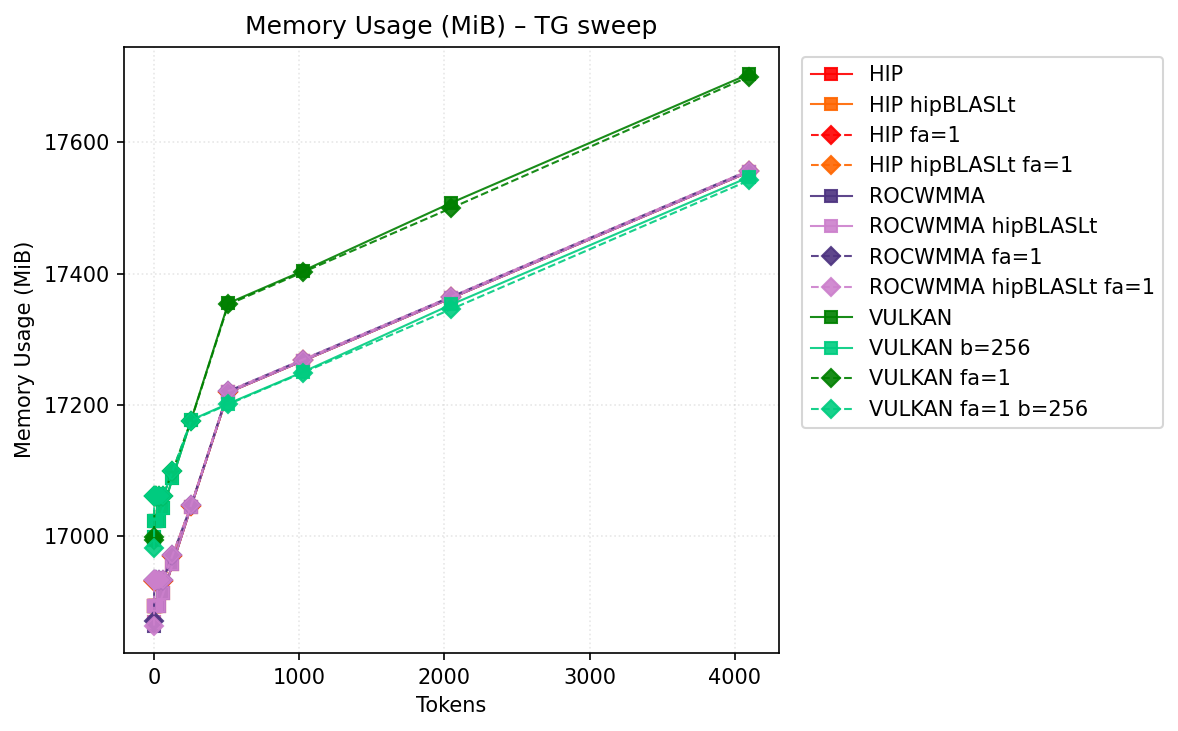 Memory Usage (MiB) – TG sweep
Memory Usage (MiB)
17600
17400
17200
17000
0
1000
2000
3000
4000
Tokens
HIP
HIP hipBLASLt
HIP fa=1
HIP hipBLASLt fa=1
ROCWMMA
ROCWMMA hipBLASLt
ROCWMMA fa=1
ROCWMMA hipBLASLt fa=1
VULKAN
VULKAN b=256
VULKAN fa=1
VULKAN fa=1 b=256